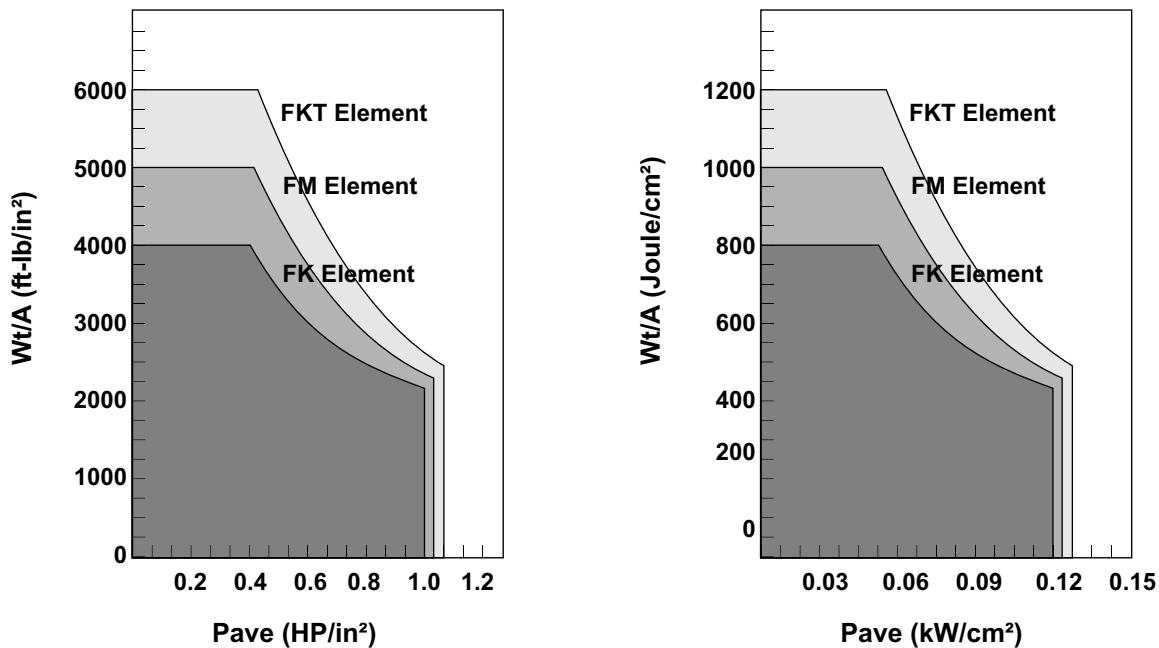 6000
5000
4000
3000
2000
1000
0
Wt/A (ft-lb/in²)
FKT Element
FM Element
FK Element
0.2 0.4 0.6 0.8 1.0 1.2
Pave (HP/in²)
1200
1000
800
600
400
200
0
Wt/A (Joule/cm²)
FKT Element
FM Element
FK Element
0.03 0.06 0.09 0.12 0.15
Pave (kW/cm²)